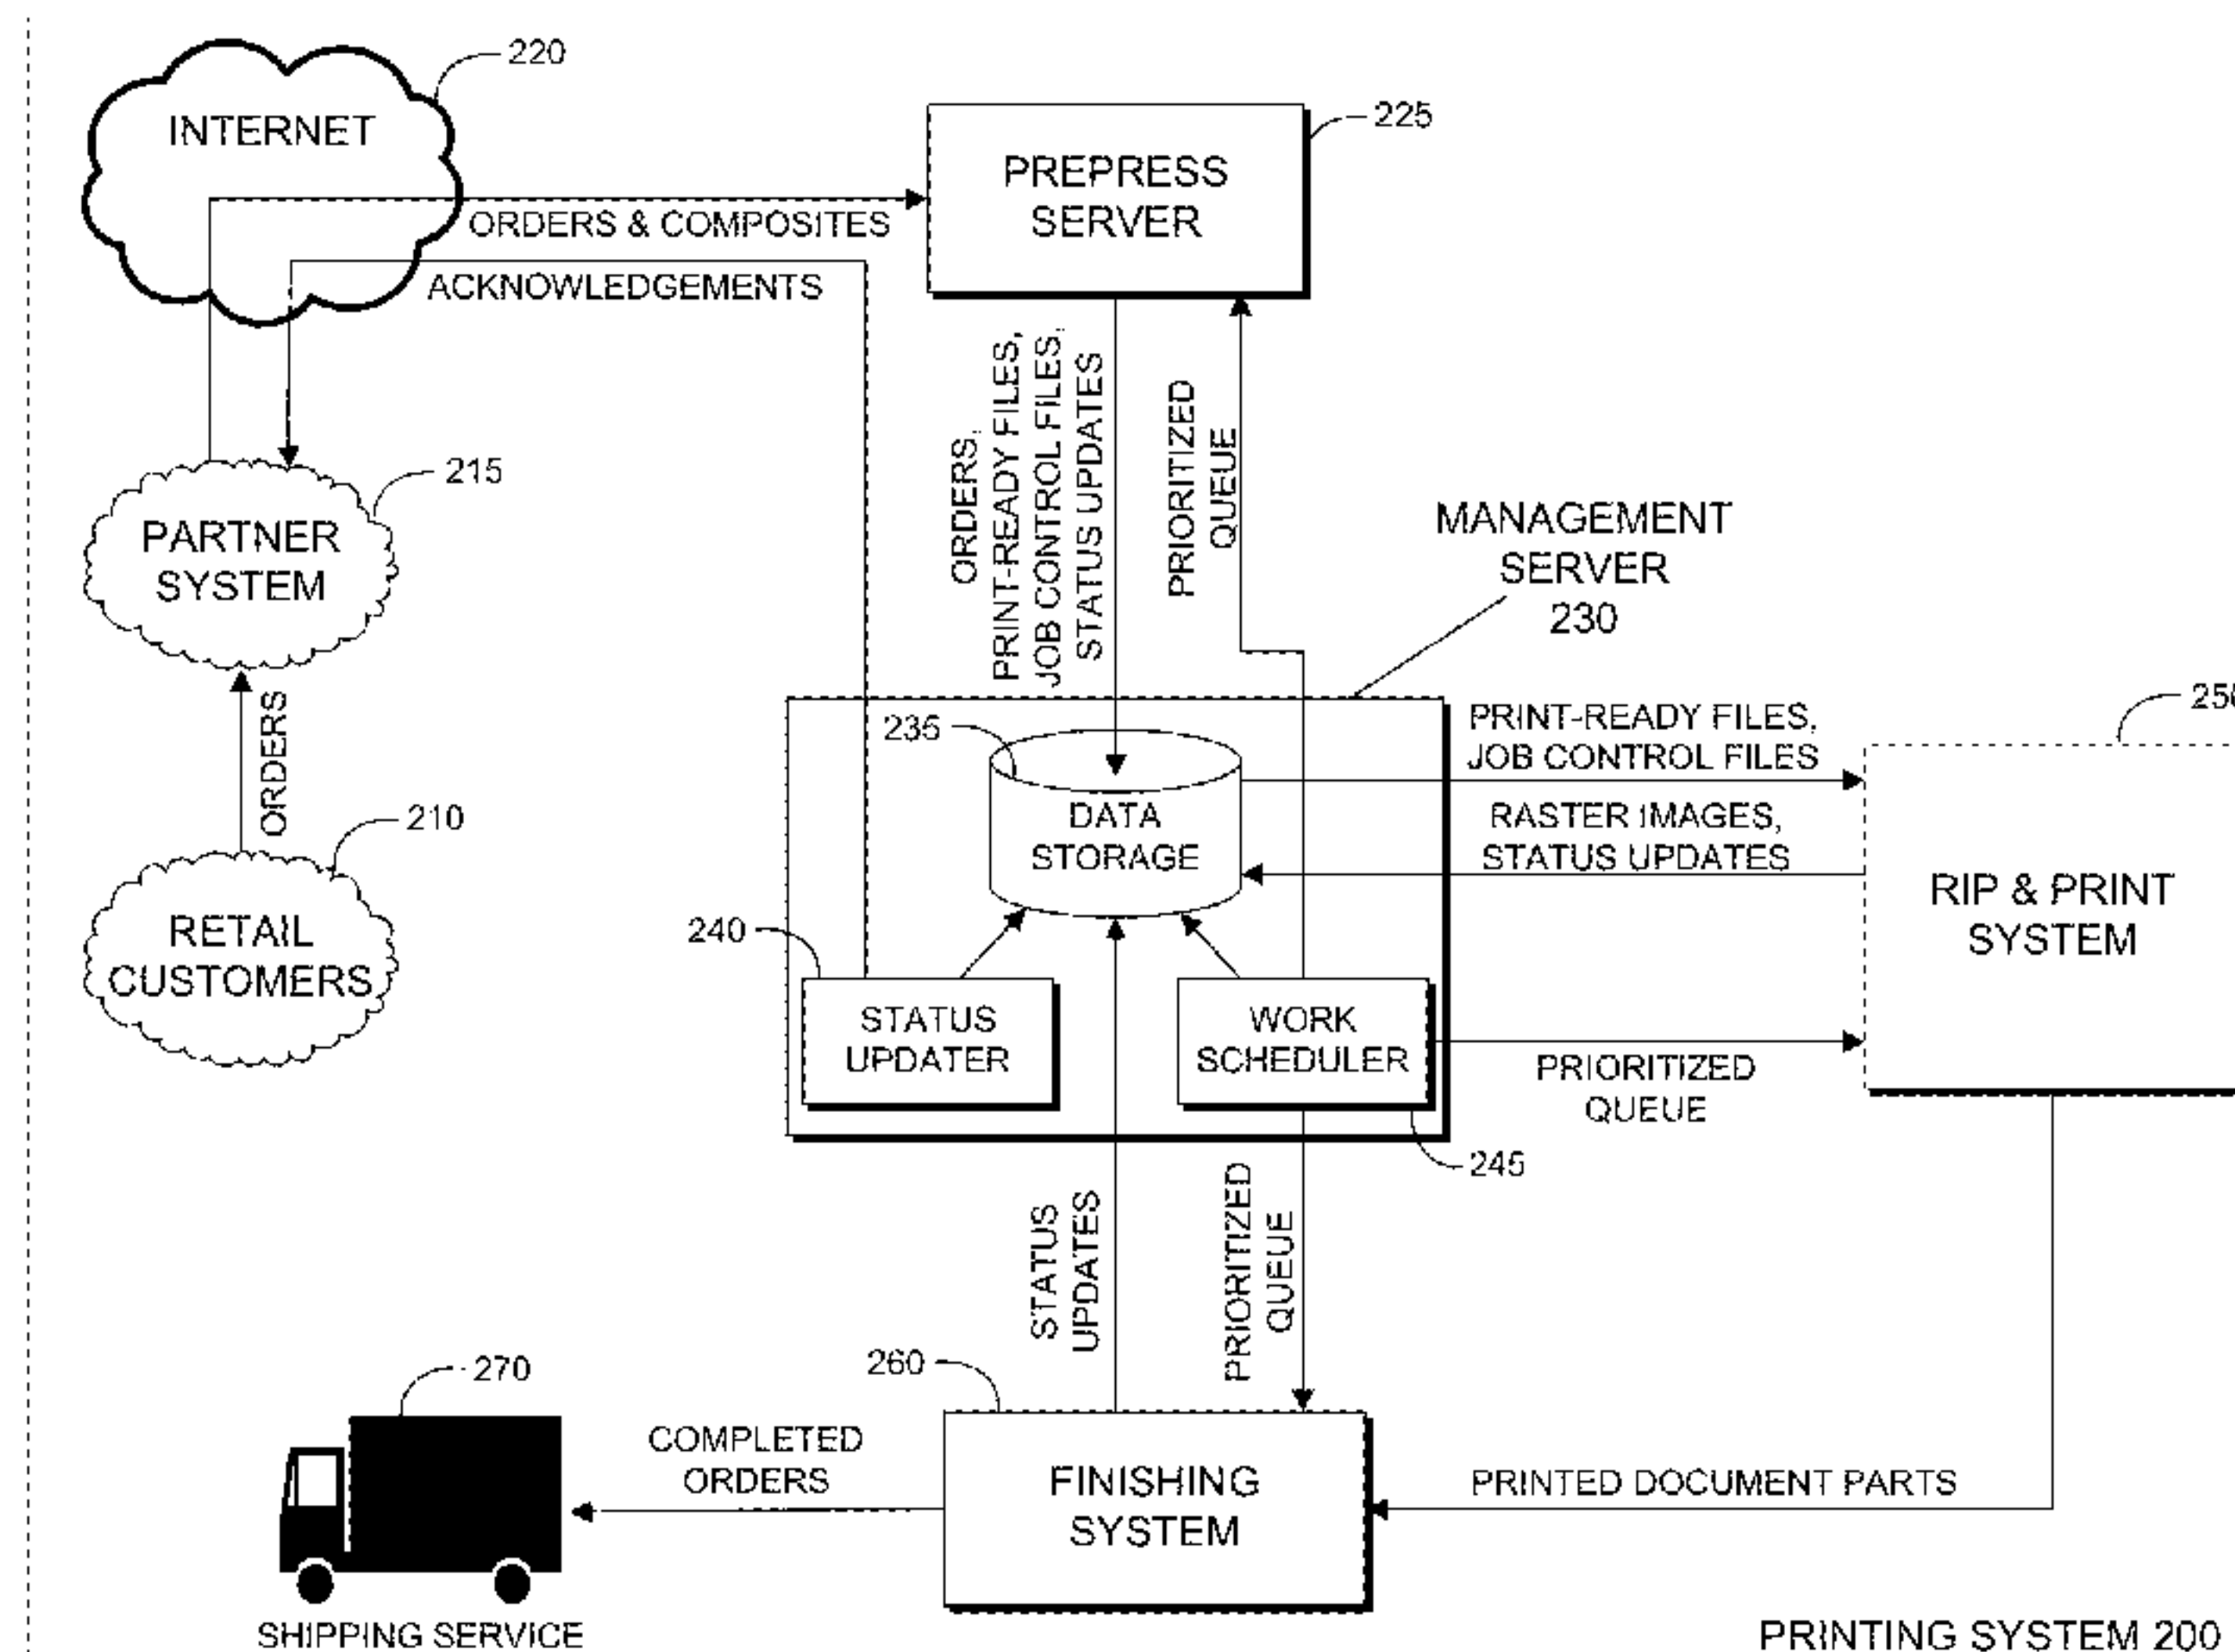 220
INTERNET
225
PREPRESS
SERVER
ORDERS & COMPOSITES
ACKNOWLEDGEMENTS
ORDERS,
PRINT-READY FILES,
JOB CONTROL FILES,
STATUS UPDATES
PRIORITIZED
QUEUE
215
PARTNER
SYSTEM
MANAGEMENT
SERVER
230
ORDERS
210
RETAIL
CUSTOMERS
235
DATA
STORAGE
PRINT-READY FILES,
JOB CONTROL FILES
RASTER IMAGES,
STATUS UPDATES
RIP & PRINT
SYSTEM
240
STATUS
UPDATER
WORK
SCHEDULER
PRIORITIZED
QUEUE
245
STATUS
UPDATES
PRIORITIZED
QUEUE
270
260
COMPLETED
ORDERS
FINISHING
SYSTEM
PRINTED DOCUMENT PARTS
SHIPPING SERVICE
PRINTING SYSTEM 200